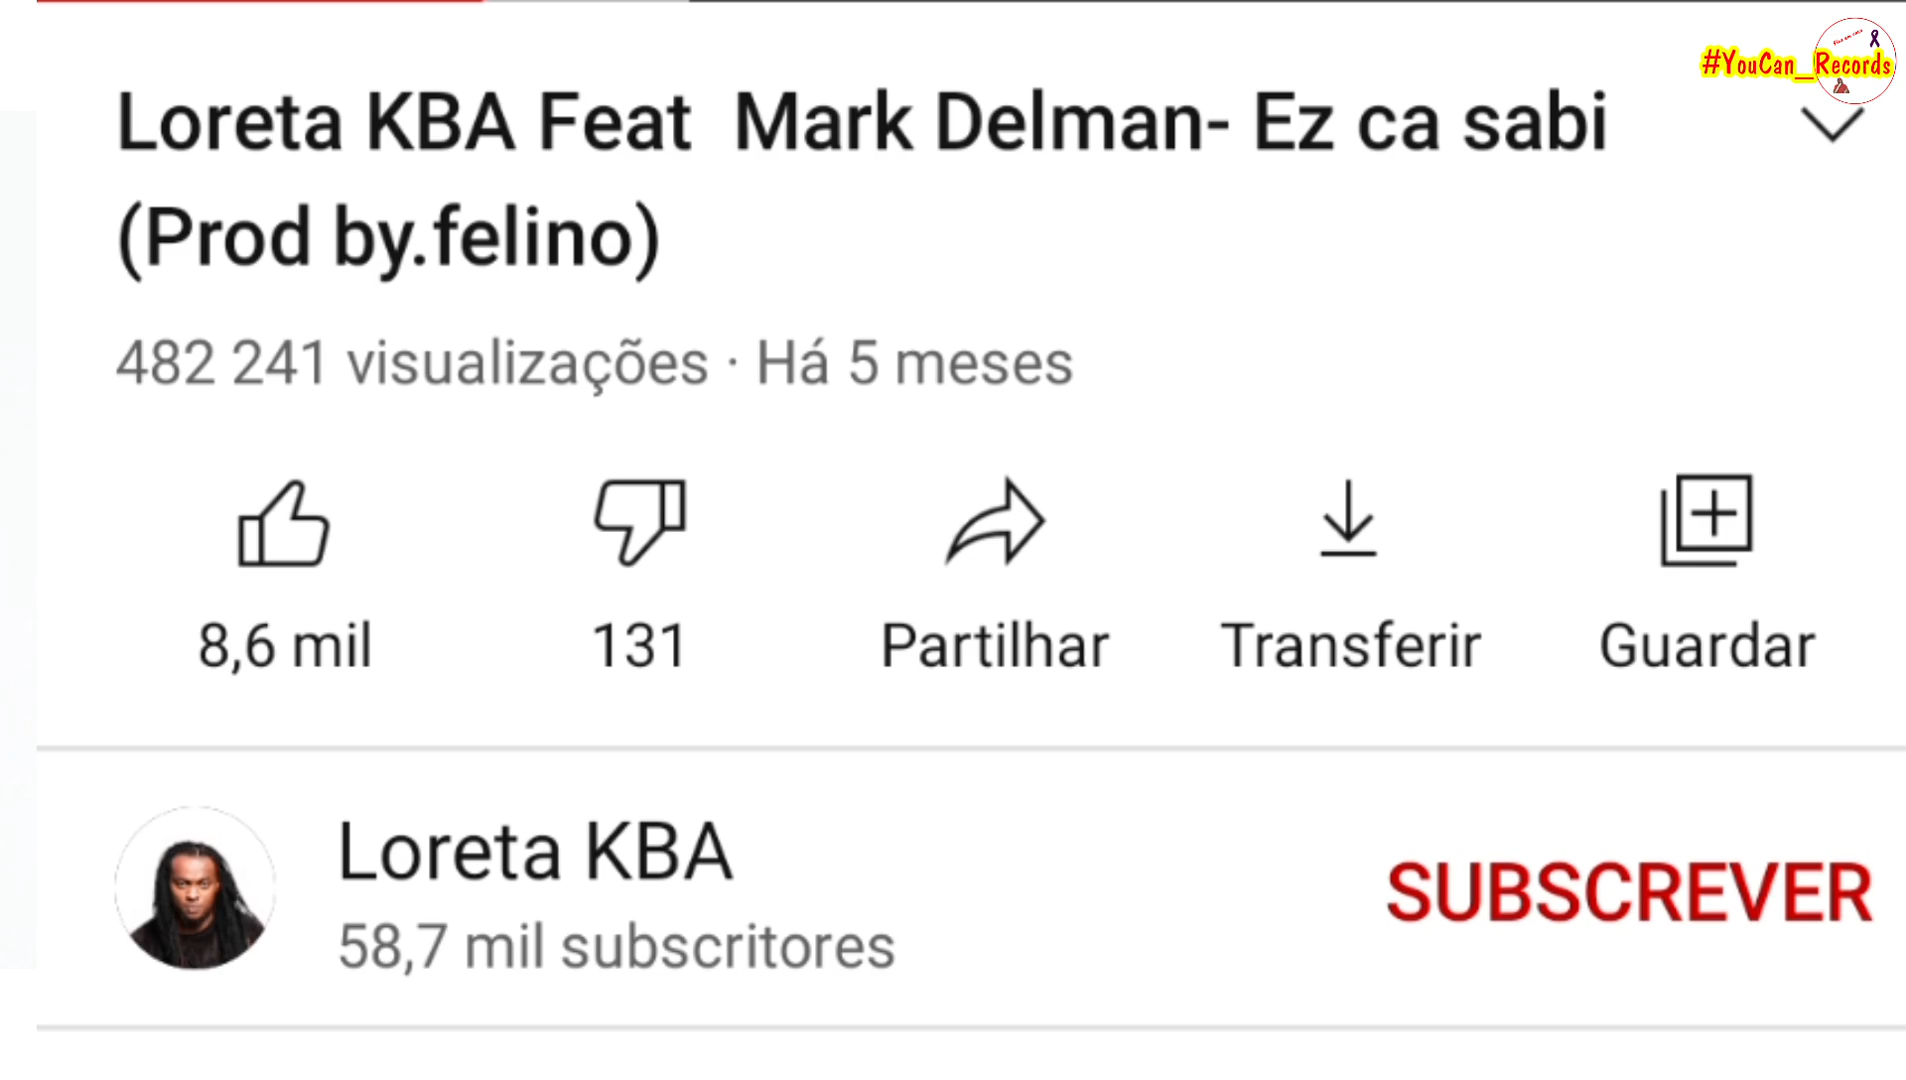 #YouCan_Records
Loreta KBA Feat Mark Delman- Ez ca sabi
(Prod by.felino)
482 241 visualizações · Há 5 meses
8,6 mil
131
Partilhar
Transferir
Guardar
Loreta KBA
58,7 mil subscritores
SUBSCREVER